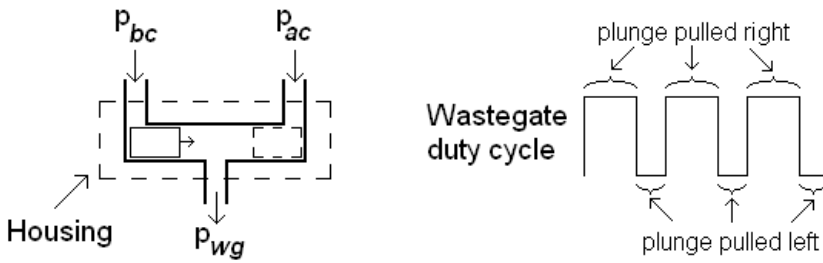 p_bc
p_ac
Housing
p_wg
plunge pulled right
Wastegate
duty cycle
plunge pulled left